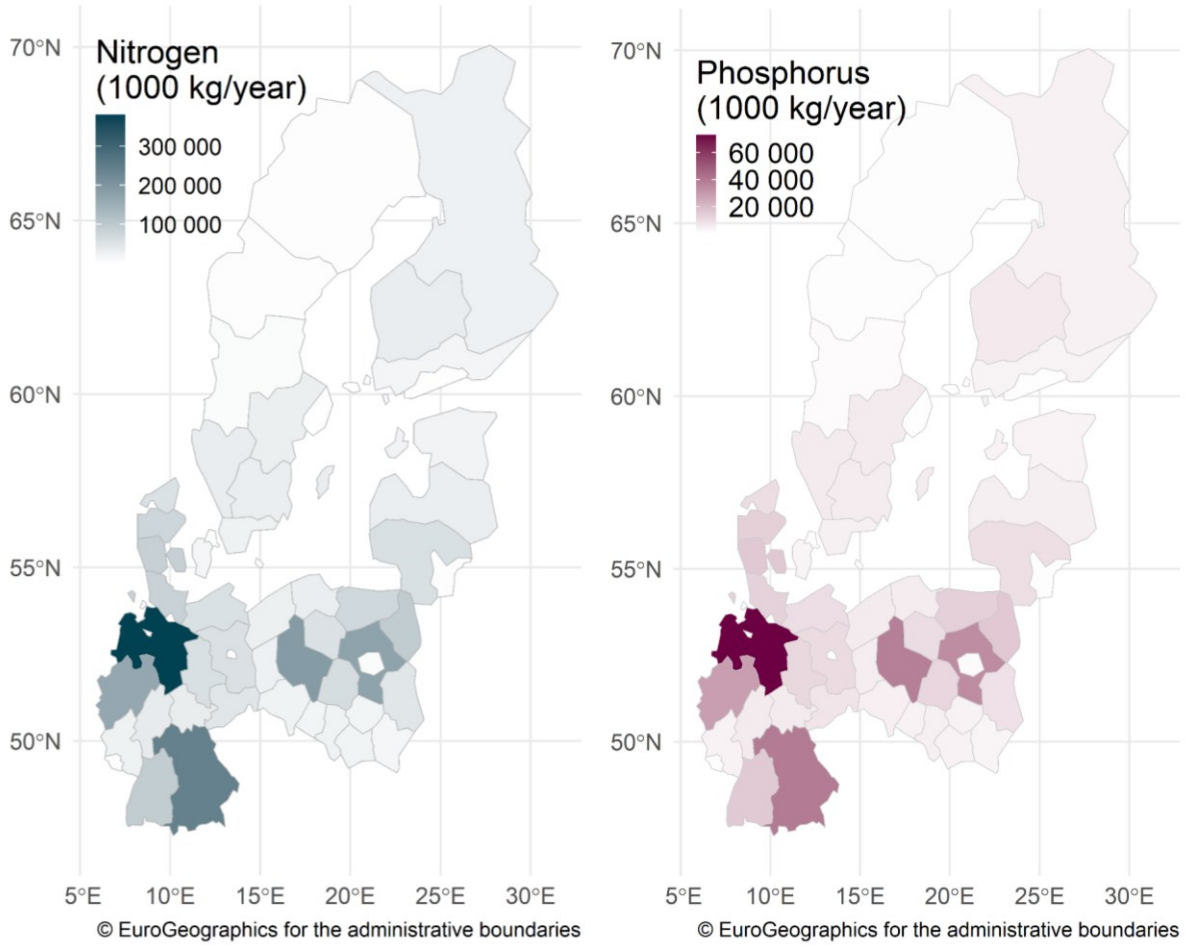 Nitrogen
(1000 kg/year)
300 000
200 000
100 000
70°N
65°N
60°N
55°N
50°N
5°E 10°E 15°E 20°E 25°E 30°E
© EuroGeographics for the administrative boundaries
Phosphorus
(1000 kg/year)
60 000
40 000
20 000
70°N
65°N
60°N
55°N
50°N
5°E 10°E 15°E 20°E 25°E 30°E
© EuroGeographics for the administrative boundaries